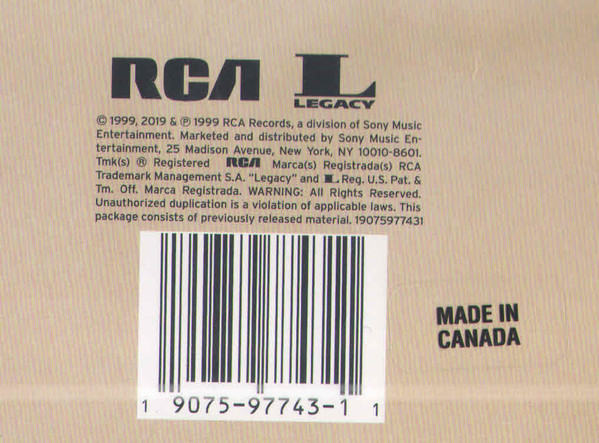 RCA L
LEGACY
© 1999, 2019 & ℗ 1999 RCA Records, a division of Sony Music
Entertainment. Marketed and distributed by Sony Music En-
tertainment, 25 Madison Avenue, New York, NY 10010-8601.
Tmk(s) ® Registered RCA Marca(s) Registrada(s) RCA
Trademark Management S.A. "Legacy" and L Reg. U.S. Pat. &
Tm. Off. Marca Registrada. WARNING: All Rights Reserved.
Unauthorized duplication is a violation of applicable laws. This
package consists of previously released material. 19075977431
MADE IN
CANADA
1 9075-97743-1 1